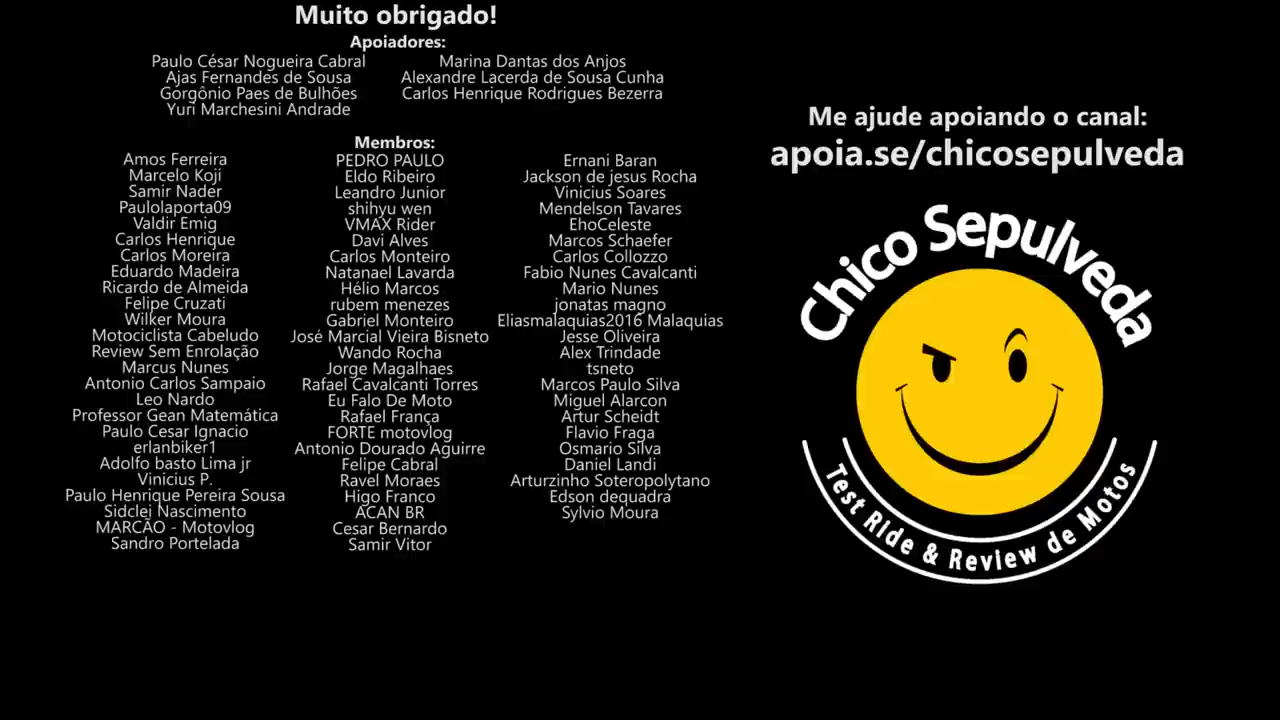 Muito obrigado!
Apoiadores:
Paulo César Nogueira Cabral
Ajas Fernandes de Sousa
Gorgônio Paes de Bulhões
Yuri Marchesini Andrade
Marina Dantas dos Anjos
Alexandre Lacerda de Sousa Cunha
Carlos Henrique Rodrigues Bezerra
Membros:
Amos Ferreira
Marcelo Koji
Samir Nader
Paulolaporta09
Valdir Emig
Carlos Henrique
Carlos Moreira
Eduardo Madeira
Ricardo de Almeida
Felipe Cruzati
Wilker Moura
Motociclista Cabeludo
Review Sem Enrolação
Marcus Nunes
Antonio Carlos Sampaio
Leo Nardo
Professor Gean Matemática
Paulo Cesar Ignacio
erlanbiker1
Adolfo basto Lima jr
Vinicius P.
Paulo Henrique Pereira Sousa
Sidclei Nascimento
MARCÃO - Motovlog
Sandro Portelada
PEDRO PAULO
Eldo Ribeiro
Leandro Junior
shihyu wen
VMAX Rider
Davi Alves
Carlos Monteiro
Natanael Lavarda
Hélio Marcos
rubem menezes
Gabriel Monteiro
José Marcial Vieira Bisneto
Wando Rocha
Jorge Magalhaes
Rafael Cavalcanti Torres
Eu Falo De Moto
Rafael França
FORTE motovlog
Antonio Dourado Aguirre
Felipe Cabral
Ravel Moraes
Higo Franco
ACAN BR
Cesar Bernardo
Samir Vitor
Ernani Baran
Jackson de jesus Rocha
Vinicius Soares
Mendelson Tavares
EhoCeleste
Marcos Schaefer
Carlos Collozzo
Fabio Nunes Cavalcanti
Mario Nunes
jonatas magno
Eliasmalaquias2016 Malaquias
Jesse Oliveira
Alex Trindade
tsneto
Marcos Paulo Silva
Miguel Alarcon
Artur Scheidt
Flavio Fraga
Osmario Silva
Daniel Landi
Arturzinho Soteropolytano
Edson dequadra
Sylvio Moura
Me ajude apoiando o canal:
apoia.se/chicosepulveda
Chico Sepulveda
Test Ride & Review de Motos